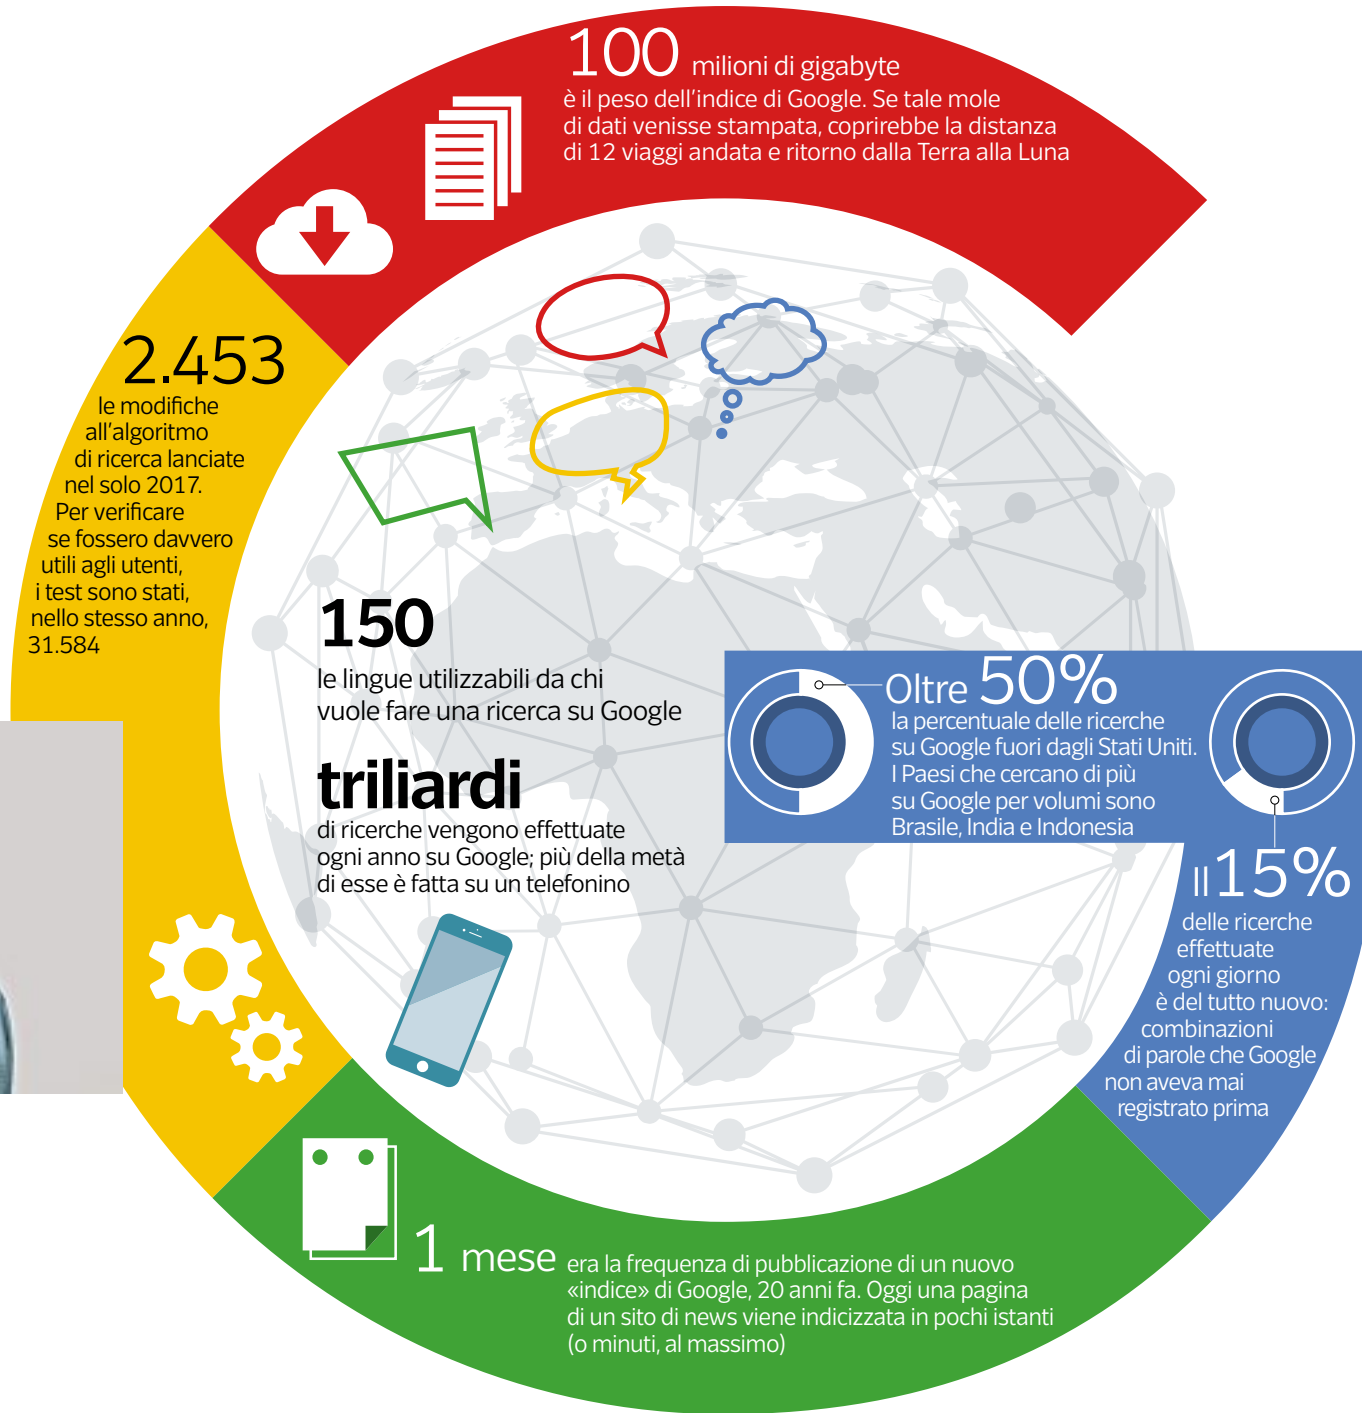 100 milioni di gigabyte
è il peso dell'indice di Google. Se tale mole
di dati venisse stampata, coprirebbe la distanza
di 12 viaggi andata e ritorno dalla Terra alla Luna
2.453
le modifiche
all'algoritmo
di ricerca lanciate
nel solo 2017.
Per verificare
se fossero davvero
utili agli utenti,
i test sono stati,
nello stesso anno,
31.584
150
le lingue utilizzabili da chi
vuole fare una ricerca su Google
triliardi
di ricerche vengono effettuate
ogni anno su Google; più della metà
di esse è fatta su un telefonino
Oltre 50%
la percentuale delle ricerche
su Google fuori dagli Stati Uniti.
I Paesi che cercano di più
su Google per volumi sono
Brasile, India e Indonesia
Il 15%
delle ricerche
effettuate
ogni giorno
è del tutto nuovo:
combinazioni
di parole che Google
non aveva mai
registrato prima
1 mese era la frequenza di pubblicazione di un nuovo
«indice» di Google, 20 anni fa. Oggi una pagina
di un sito di news viene indicizzata in pochi istanti
(o minuti, al massimo)